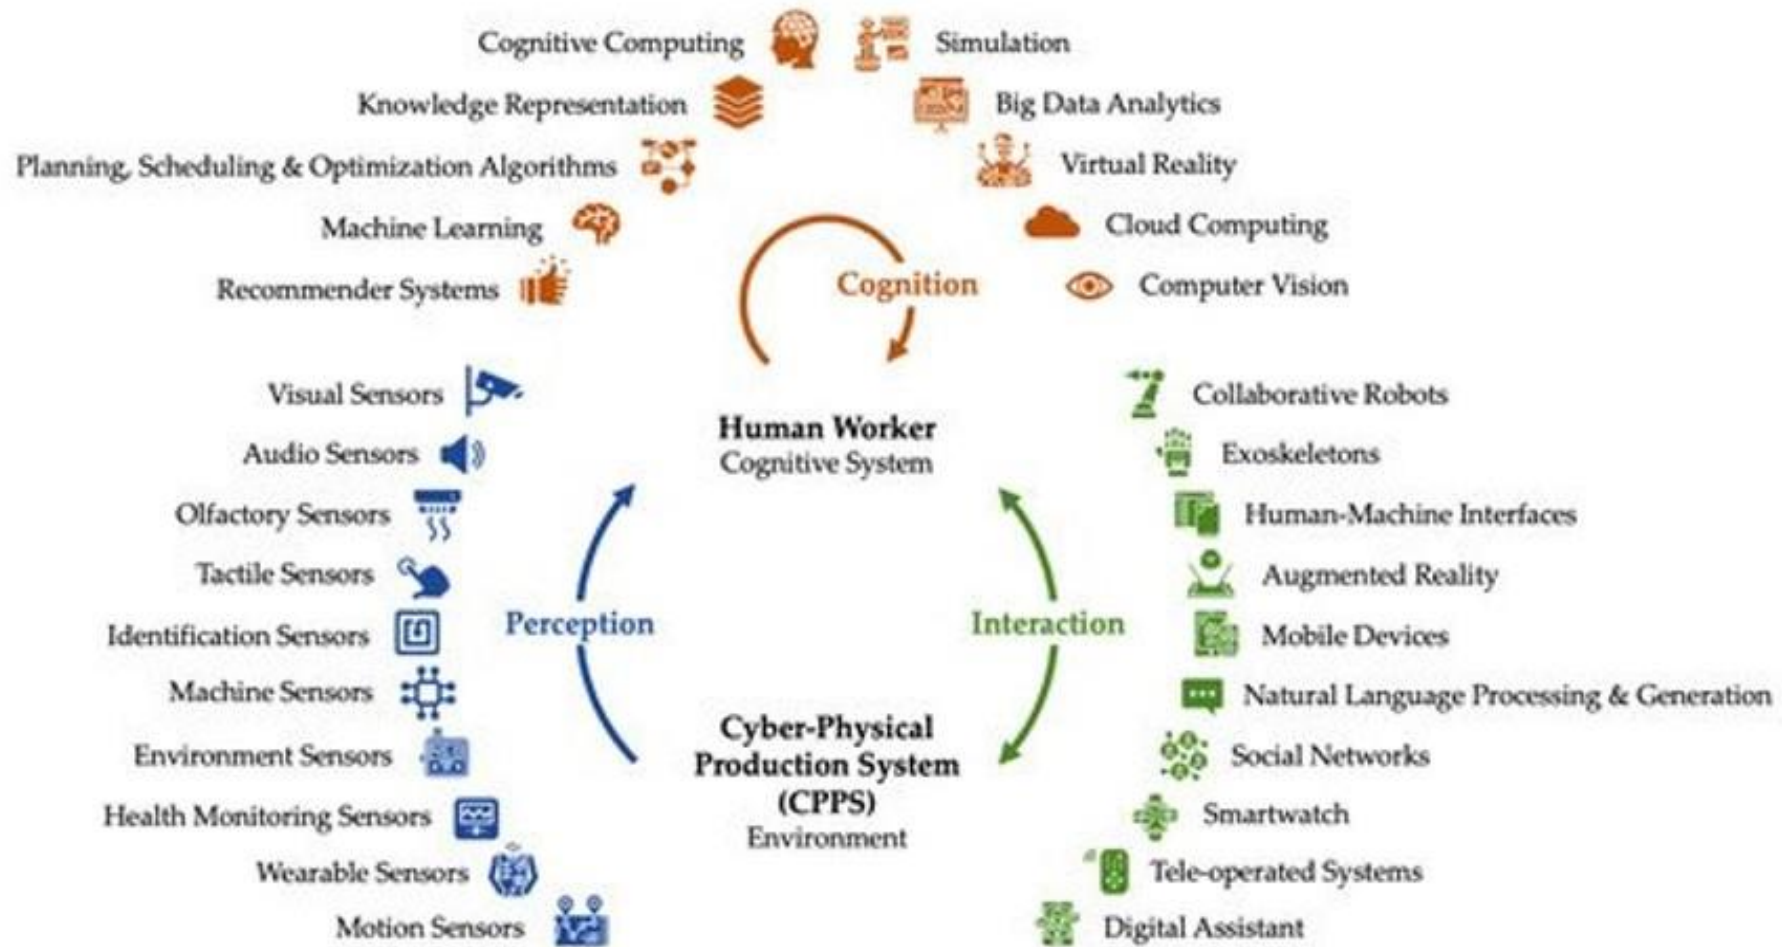 Cognitive Computing
Simulation
Knowledge Representation
Big Data Analytics
Planning, Scheduling & Optimization Algorithms
Virtual Reality
Machine Learning
Cloud Computing
Recommender Systems
Cognition
Computer Vision
Visual Sensors
Collaborative Robots
Human Worker
Cognitive System
Audio Sensors
Exoskeletons
Olfactory Sensors
Human-Machine Interfaces
Tactile Sensors
Augmented Reality
Perception
Interaction
Identification Sensors
Mobile Devices
Machine Sensors
Natural Language Processing & Generation
Cyber-Physical
Production System
(CPPS)
Environment
Environment Sensors
Social Networks
Health Monitoring Sensors
Smartwatch
Wearable Sensors
Tele-operated Systems
Motion Sensors
Digital Assistant